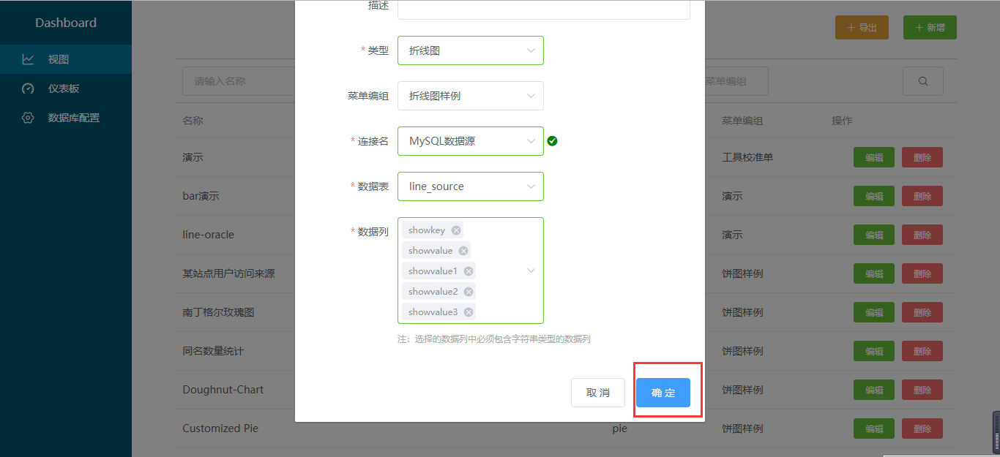 Dashboard
视图
仪表板
数据库配置
描述
* 类型
折线图
菜单编组
折线图样例
* 连接名
MySQL数据源
* 数据表
line_source
* 数据列
showkey
showvalue
showvalue1
showvalue2
showvalue3
注：选择的数据列中必须包含字符串类型的数据列
取 消
确 定
+ 导出
+ 新增
请输入名称
菜单编组
名称
菜单编组
操作
演示
工具校准单
编辑
删除
bar演示
演示
编辑
删除
line-oracle
演示
编辑
删除
某站点用户访问来源
饼图样例
编辑
删除
南丁格尔玫瑰图
饼图样例
编辑
删除
同名数量统计
饼图样例
编辑
删除
Doughnut-Chart
饼图样例
编辑
删除
Customized Pie
pie
饼图样例
编辑
删除